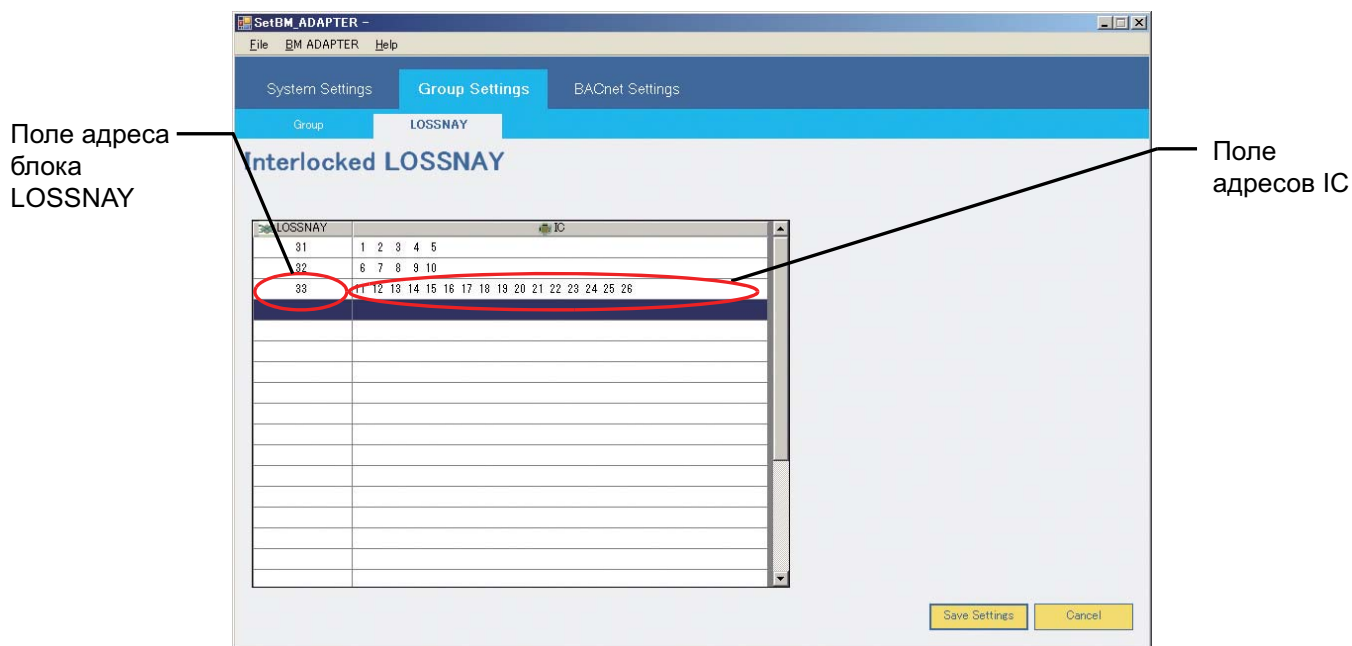 SetBM_ADAPTER -
File BM ADAPTER Help
System Settings Group Settings BACnet Settings
Group LOSSNAY
Interlocked LOSSNAY
Поле адреса
блока
LOSSNAY
Поле
адресов IC
LOSSNAY IC
31 1 2 3 4 5
32 6 7 8 9 10
33 11 12 13 14 15 16 17 18 19 20 21 22 23 24 25 26
Save Settings Cancel